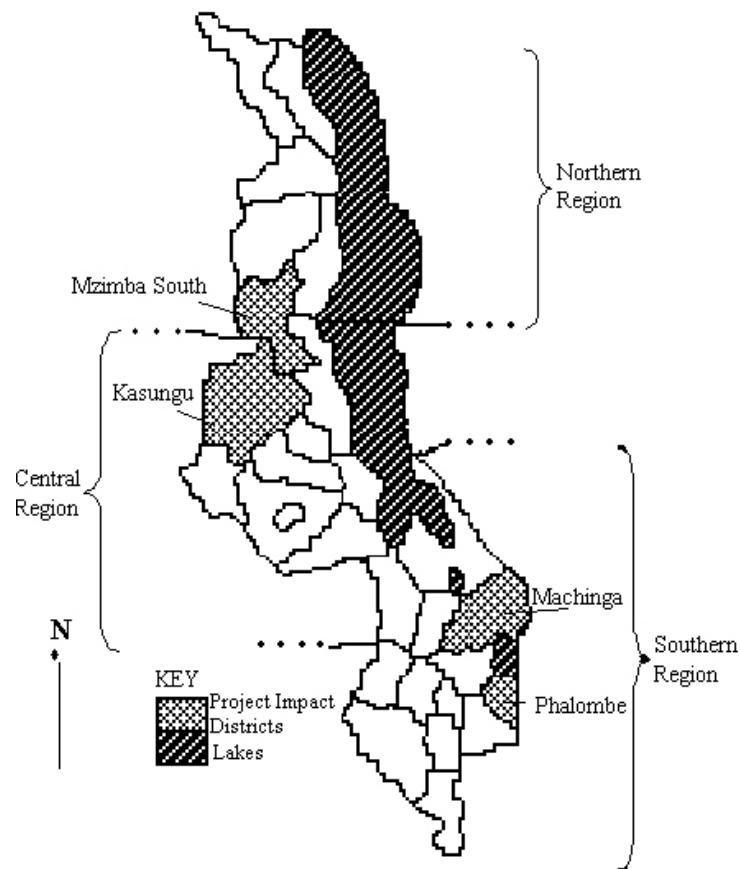 Northern
Region
Mzimba South
Kasungu
Central
Region
Machinga
N
Southern
Region
KEY
Project Impact
Districts
Lakes
Phalombe